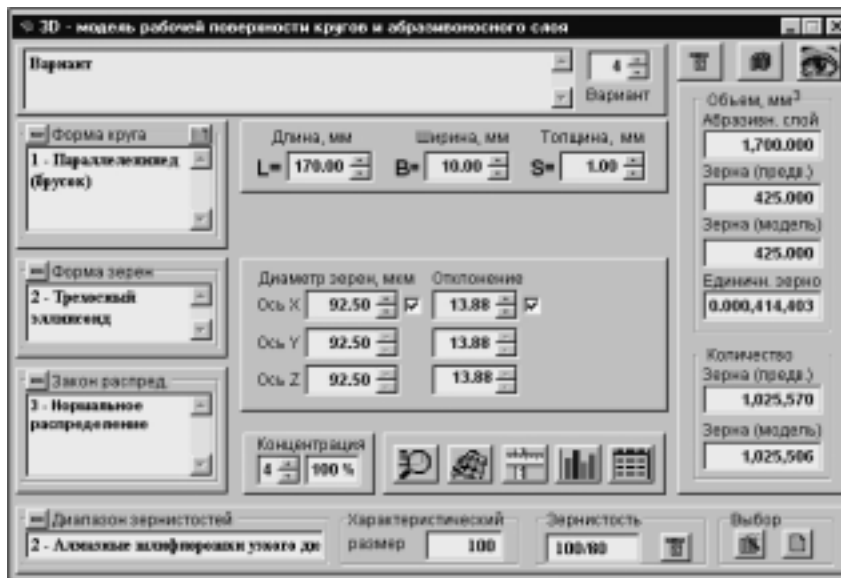 3D - модель рабочей поверхности кругов и абразивоносного слоя
Вариант
4
Вариант
Форма круга
1 - Параллелепипед
(брусок)
Длина, мм Ширина, мм Толщина, мм
L= 170.00 B= 10.00 S= 1.00
Объем, мм3
Абразивн. слой
1,700.000
Зерна (предв.)
425.000
Зерна (модель)
425.000
Единичн. зерно
0.000,414,403
Форма зерен
2 - Трехосный
эллипсоид
Диаметр зерен, мкм Отклонение
Ось X 92.50 13.88
Ось Y 92.50 13.88
Ось Z 92.50 13.88
Закон распред.
3 - Нормальное
распределение
Количество
Зерна (предв.)
1,025,570
Зерна (модель)
1,025,506
Концентрация
4 100 %
Диапазон зернистостей
2 - Алмазные шлифпорошки узкого ди
Характеристический
размер 100
Зернистость
100/80
Выбор